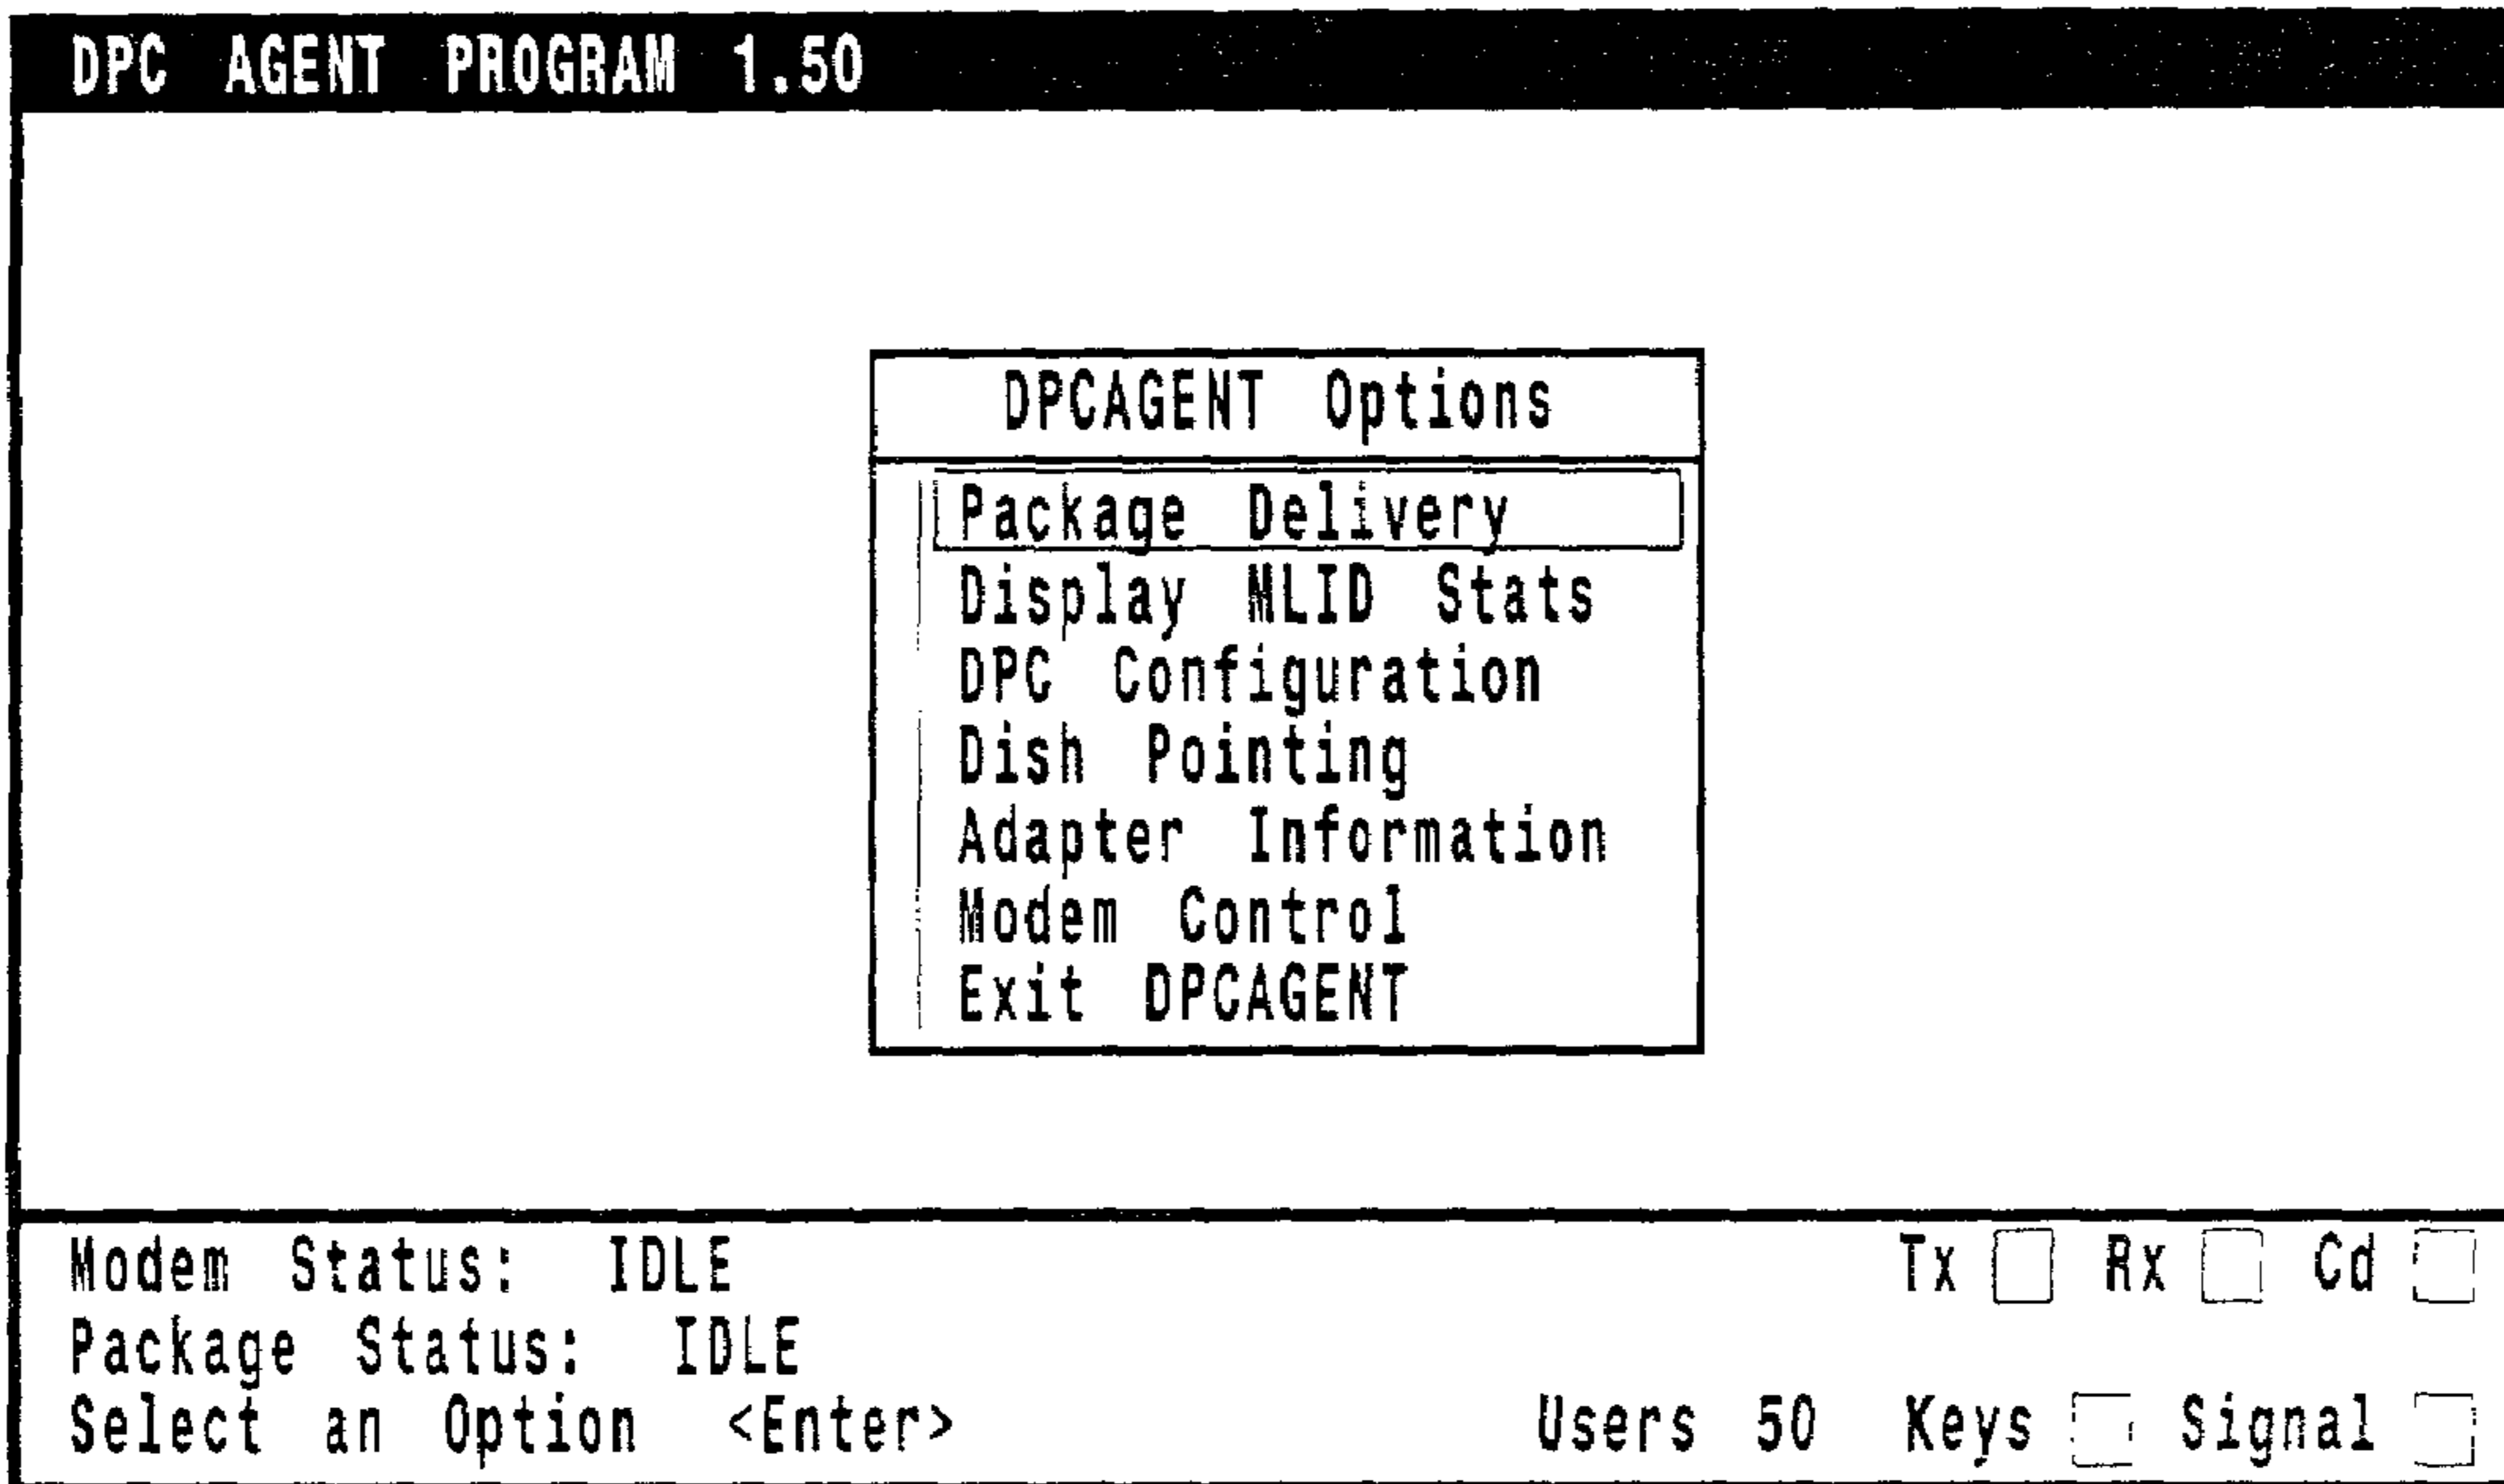 DPC AGENT PROGRAM 1.50
DPCAGENT Options
Package Delivery
Display MLID Stats
DPC Configuration
Dish Pointing
Adapter Information
Modem Control
Exit DPCAGENT
Modem Status: IDLE Tx Rx Cd
Package Status: IDLE
Select an Option <Enter> Users 50 Keys Signal